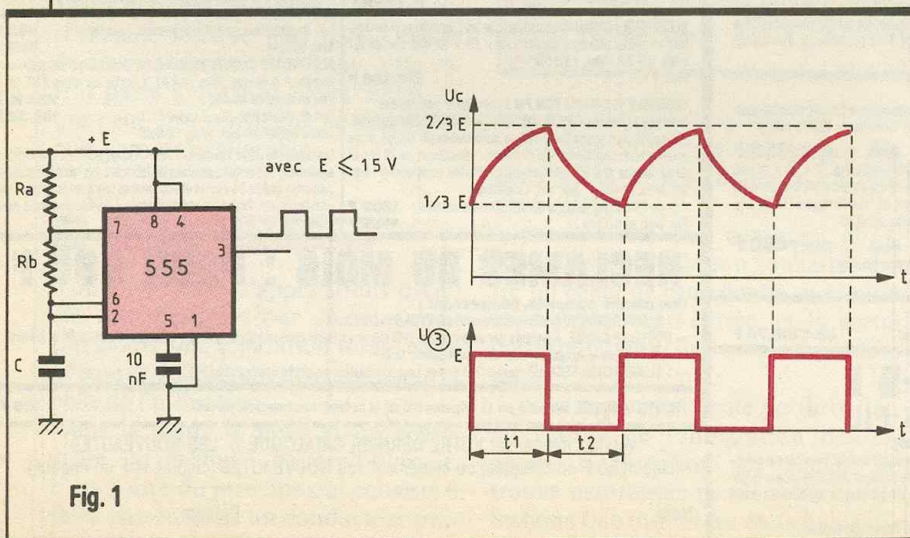 + E
Ra
Rb
C
7
8
4
3
555
6
2
5
1
10
nF
avec E ≤ 15 V
Uc
2/3 E
1/3 E
t
U③
E
t1
t2
t
Fig. 1